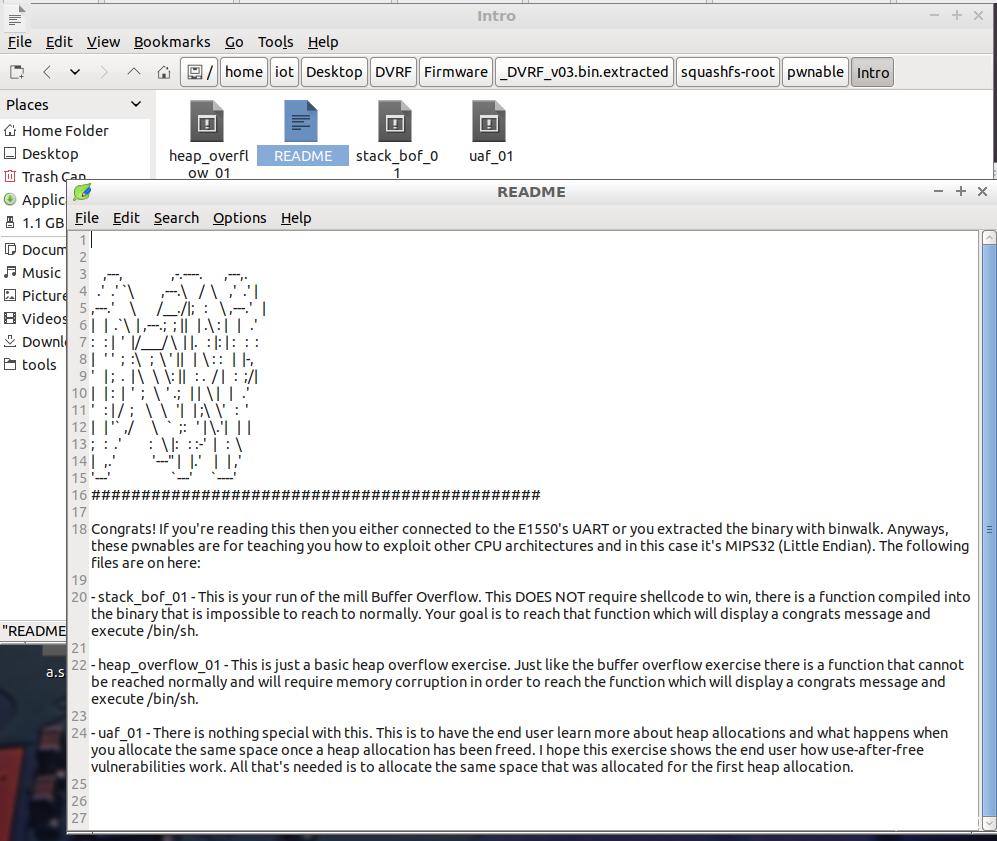 Intro
File Edit View Bookmarks Go Tools Help
/ home iot Desktop DVRF Firmware _DVRF_v03.bin.extracted squashfs-root pwnable Intro
Places
Home Folder
Desktop
Trash Can
Applic
1.1 GB
Docum
Music
Picture
Videos
Downl
tools
heap_overfl
ow_01
README
stack_bof_0
1
uaf_01
"README
a.s
README
File Edit Search Options Help
1
2
3
4
5
6
7
8
9
10
11
12
13
14
15
16 #############################################
17
18 Congrats! If you're reading this then you either connected to the E1550's UART or you extracted the binary with binwalk. Anyways,
these pwnables are for teaching you how to exploit other CPU architectures and in this case it's MIPS32 (Little Endian). The following
files are on here:
19
20 - stack_bof_01 - This is your run of the mill Buffer Overflow. This DOES NOT require shellcode to win, there is a function compiled into
the binary that is impossible to reach to normally. Your goal is to reach that function which will display a congrats message and
execute /bin/sh.
21
22 - heap_overflow_01 - This is just a basic heap overflow exercise. Just like the buffer overflow exercise there is a function that cannot
be reached normally and will require memory corruption in order to reach the function which will display a congrats message and
execute /bin/sh.
23
24 - uaf_01 - There is nothing special with this. This is to have the end user learn more about heap allocations and what happens when
you allocate the same space once a heap allocation has been freed. I hope this exercise shows the end user how use-after-free
vulnerabilities work. All that's needed is to allocate the same space that was allocated for the first heap allocation.
25
26
27